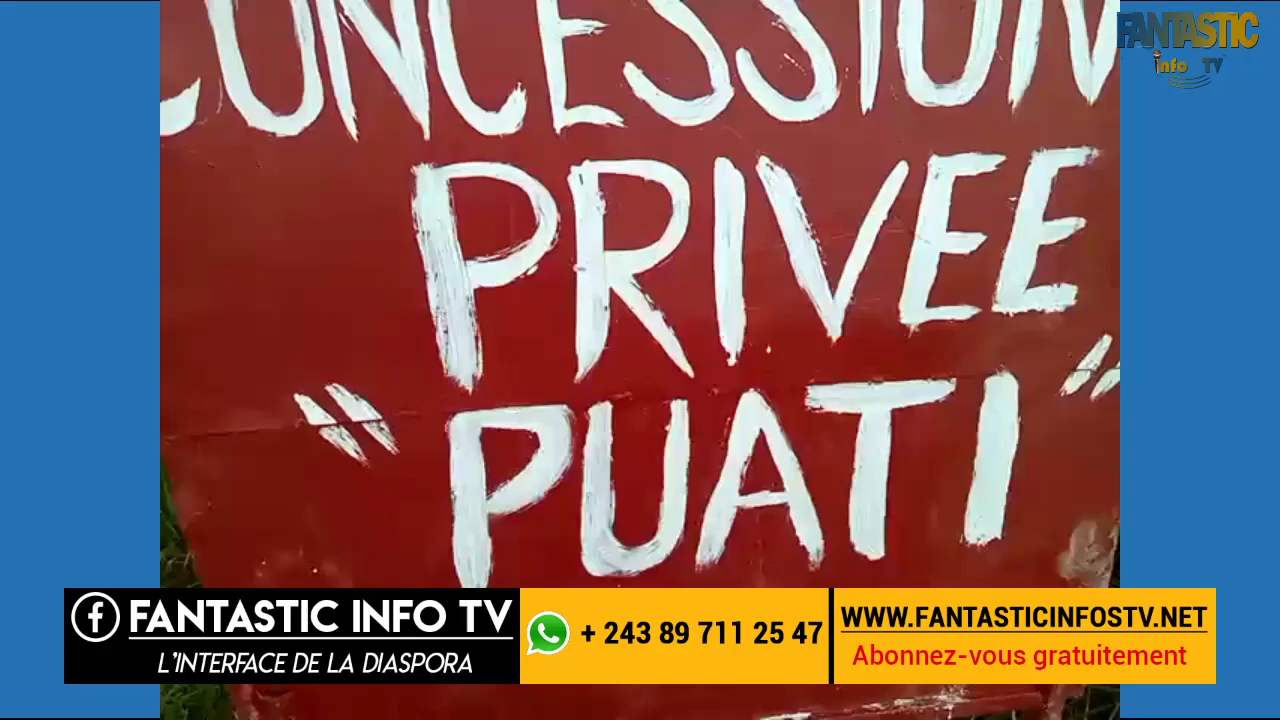 FANTASTIC
Info TV
CONCESSION
PRIVEE
"PUATI"
FANTASTIC INFO TV
L'INTERFACE DE LA DIASPORA
+ 243 89 711 25 47
WWW.FANTASTICINFOSTV.NET
Abonnez-vous gratuitement